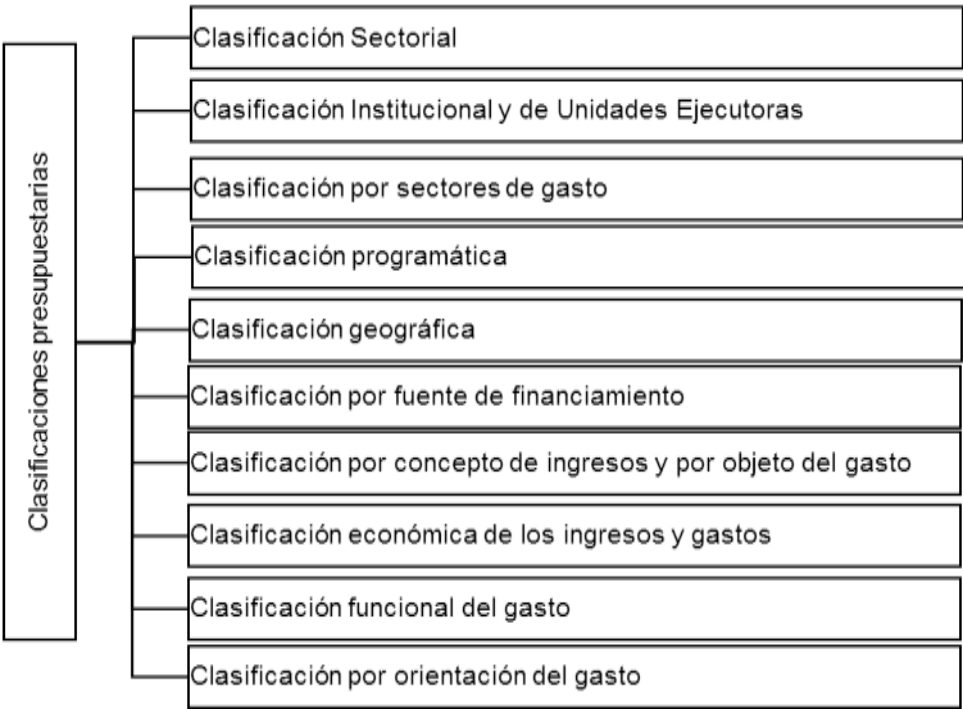 Clasificaciones presupuestarias
Clasificación Sectorial
Clasificación Institucional y de Unidades Ejecutoras
Clasificación por sectores de gasto
Clasificación programática
Clasificación geográfica
Clasificación por fuente de financiamiento
Clasificación por concepto de ingresos y por objeto del gasto
Clasificación económica de los ingresos y gastos
Clasificación funcional del gasto
Clasificación por orientación del gasto